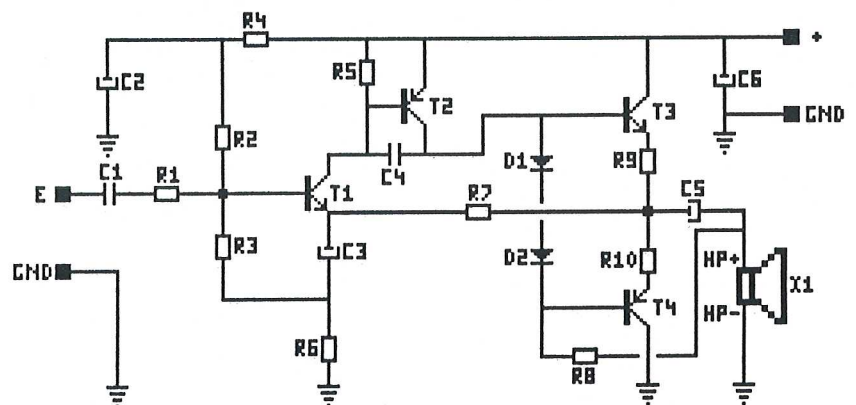 R4
+
C2
R5
T2
C6
T3
GND
R2
D1
R9
C1
R1
C4
E
T1
R7
C5
R3
C3
GND
D2
R10
HP+
X1
T4
HP-
R6
R8